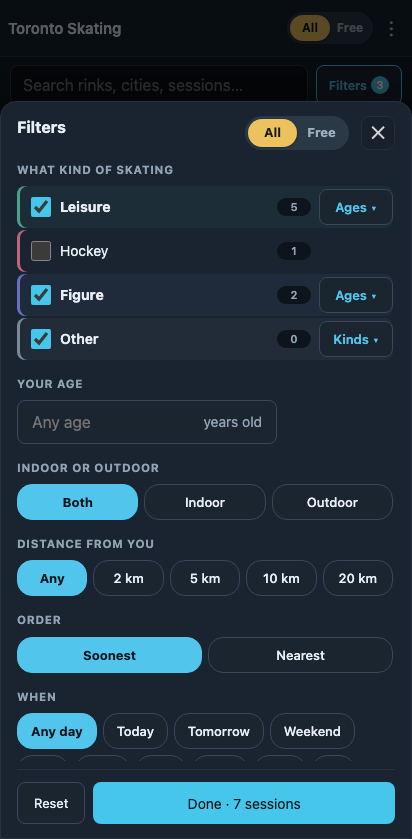 Toronto Skating All Free
Search rinks, cities, sessions... Filters 3
Filters All Free
WHAT KIND OF SKATING
Leisure 5 Ages ▾
Hockey 1
Figure 2 Ages ▾
Other 0 Kinds ▾
YOUR AGE
Any age years old
INDOOR OR OUTDOOR
Both Indoor Outdoor
DISTANCE FROM YOU
Any 2 km 5 km 10 km 20 km
ORDER
Soonest Nearest
WHEN
Any day Today Tomorrow Weekend
Reset Done · 7 sessions